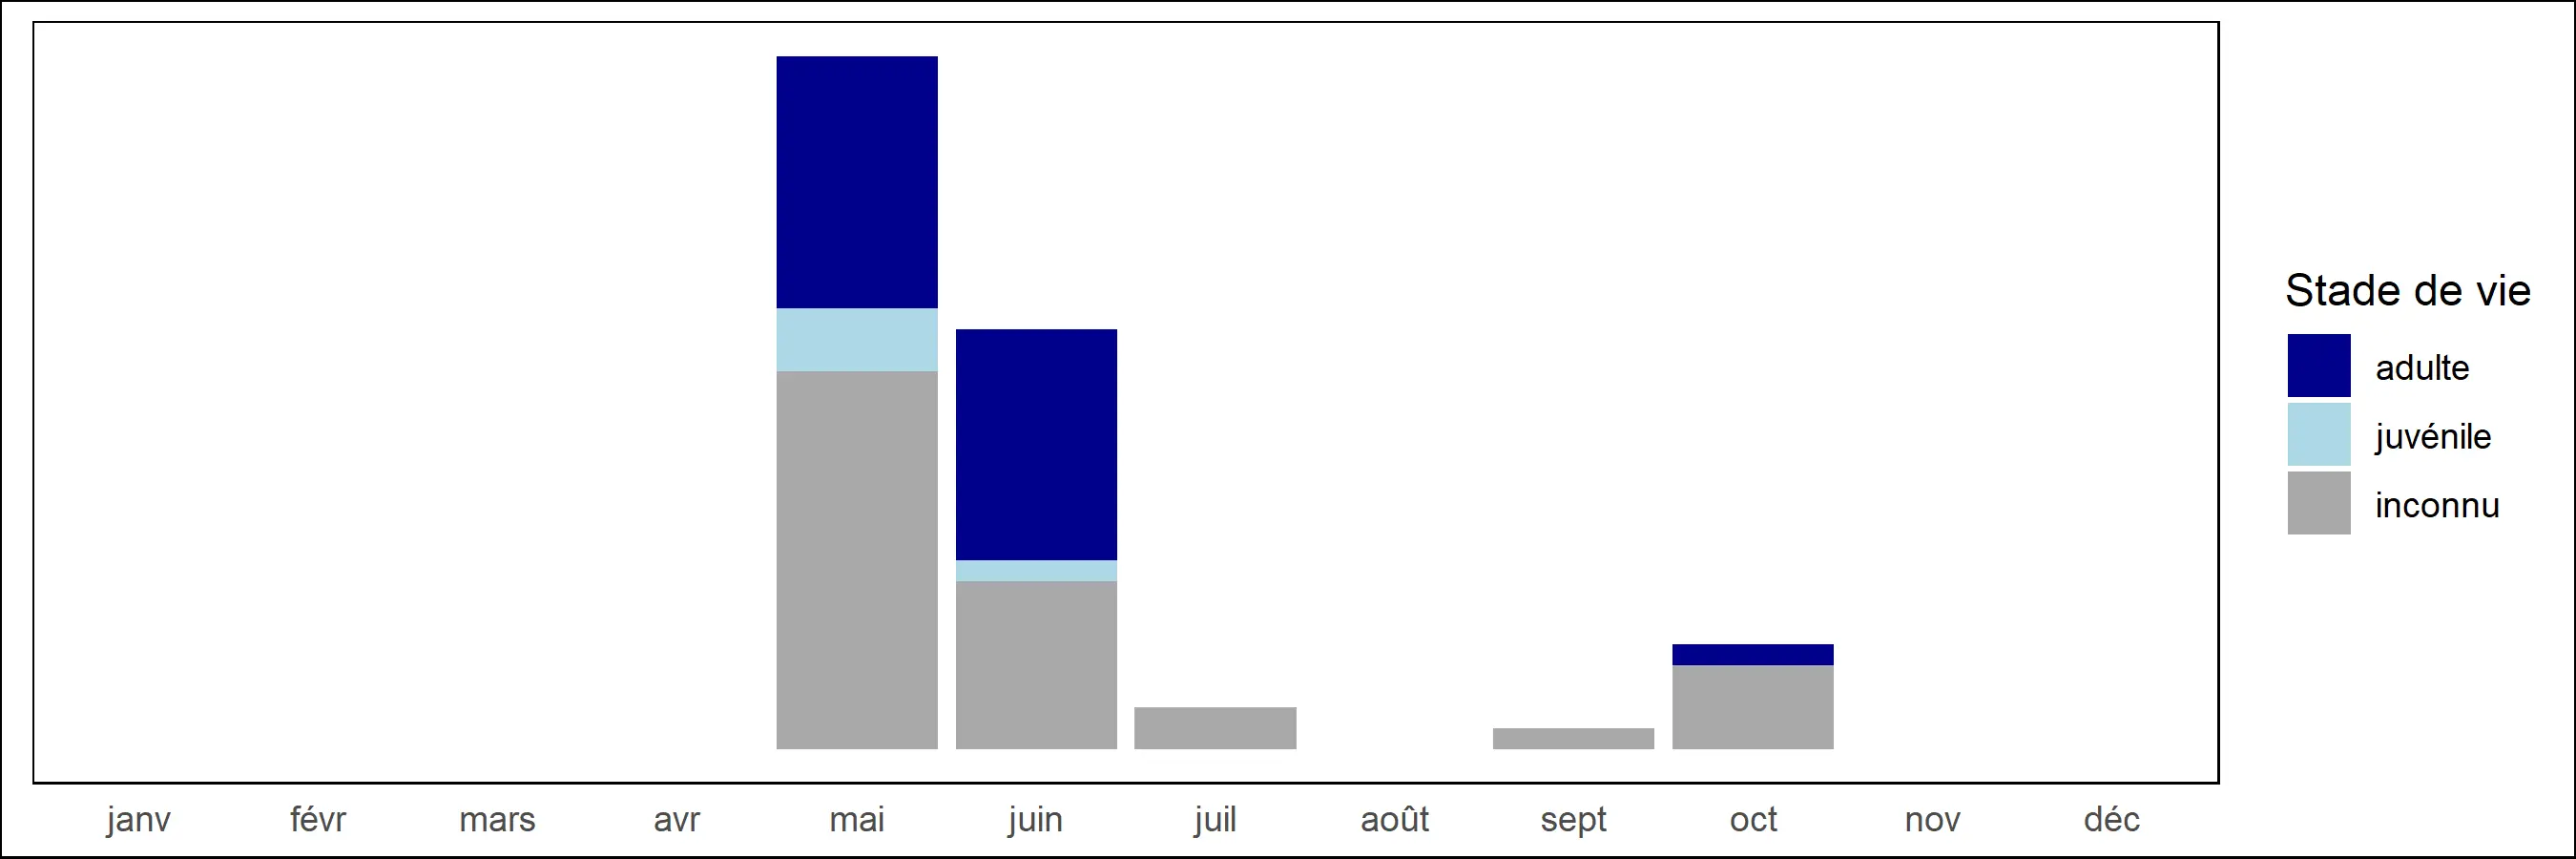 Stade de vie
adulte
juvénile
inconnu
janv févr mars avr mai juin juil août sept oct nov déc